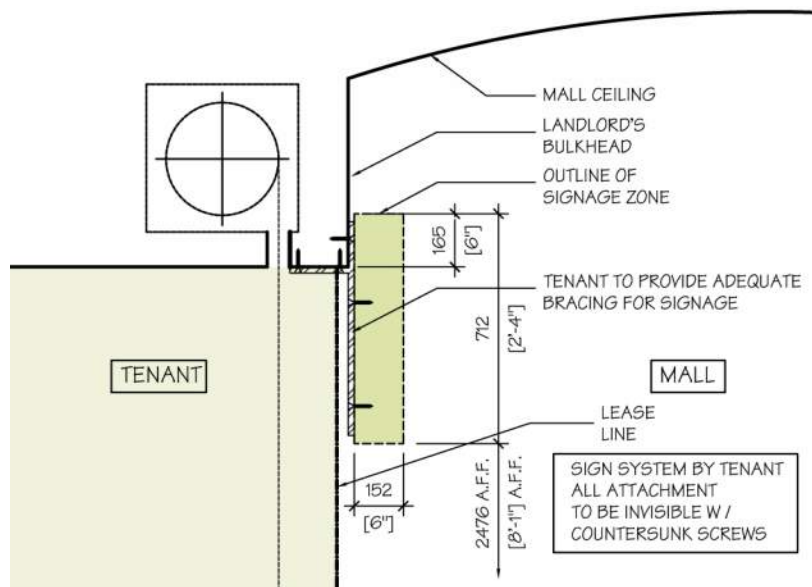 MALL CEILING
LANDLORD'S
BULKHEAD
OUTLINE OF
SIGNAGE ZONE
165
[6"]
TENANT TO PROVIDE ADEQUATE
BRACING FOR SIGNAGE
712
[2'-4"]
TENANT
MALL
LEASE
LINE
152
[6"]
2476 A.F.F.
[8'-1"] A.F.F.
SIGN SYSTEM BY TENANT
ALL ATTACHMENT
TO BE INVISIBLE W /
COUNTERSUNK SCREWS